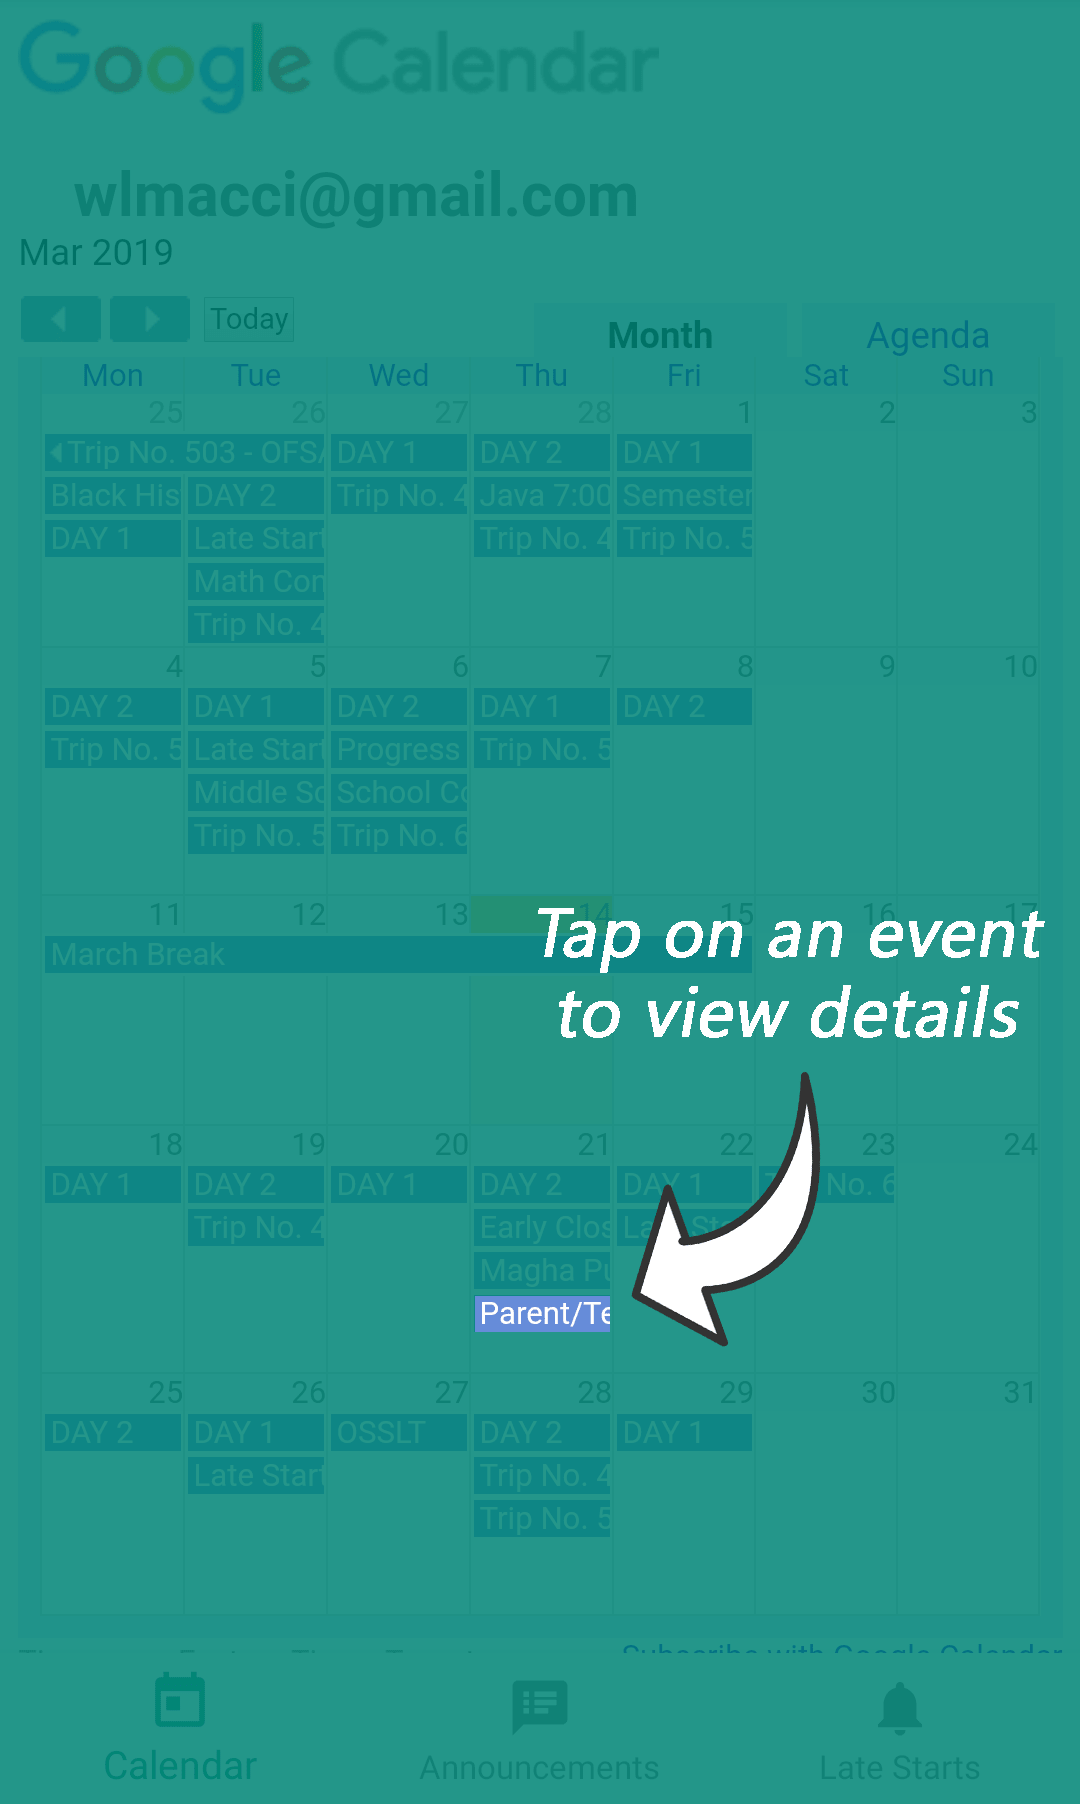 Google Calendar
wlmacci@gmail.com
Mar 2019
Today
Month
Agenda
Mon Tue Wed Thu Fri Sat Sun
25 26 27 28 1 2 3
Trip No. 503 - OFSA DAY 1 DAY 2 DAY 1
Black His DAY 2 Trip No. 4 Java 7:00 Semester
DAY 1 Late Start Trip No. 4 Trip No. 5
Math Con
Trip No. 4
4 5 6 7 8 9 10
DAY 2 DAY 1 DAY 2 DAY 1 DAY 2
Trip No. 5 Late Start Progress Trip No. 5
Middle Sc School Co
Trip No. 5 Trip No. 6
11 12 13 14 15 16 17
March Break
Tap on an event
to view details
18 19 20 21 22 23 24
DAY 1 DAY 2 DAY 1 DAY 2 DAY 1 No. 6
Trip No. 4 Early Clos
Magha Pu
Parent/Te
25 26 27 28 29 30 31
DAY 2 DAY 1 OSSLT DAY 2 DAY 1
Late Start Trip No. 4
Trip No. 5
Subscribe with Google Calendar
Calendar Announcements Late Starts